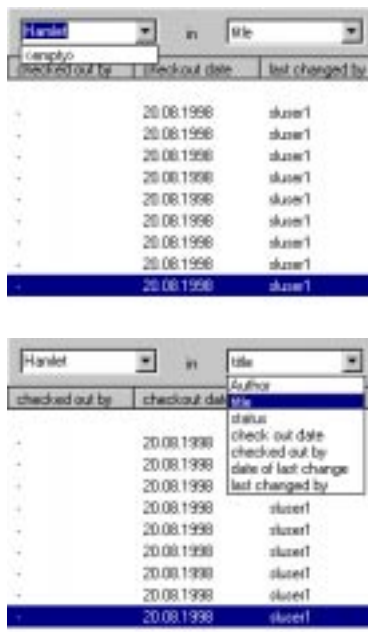 Hamlet in title
<empty>
checked out by checkout date last changed by
- 20.08.1998 sluser1
- 20.08.1998 sluser1
- 20.08.1998 sluser1
- 20.08.1998 sluser1
- 20.08.1998 sluser1
- 20.08.1998 sluser1
- 20.08.1998 sluser1
- 20.08.1998 sluser1
- 20.08.1998 sluser1
Hamlet in title
Author
checked out by checkout dat title
status
- 20.08.1998 check out date
checked out by
- 20.08.1998 date of last change
- 20.08.1998 last changed by
- 20.08.1998 sluser1
- 20.08.1998 sluser1
- 20.08.1998 sluser1
- 20.08.1998 sluser1
- 20.08.1998 sluser1
- 20.08.1998 sluser1